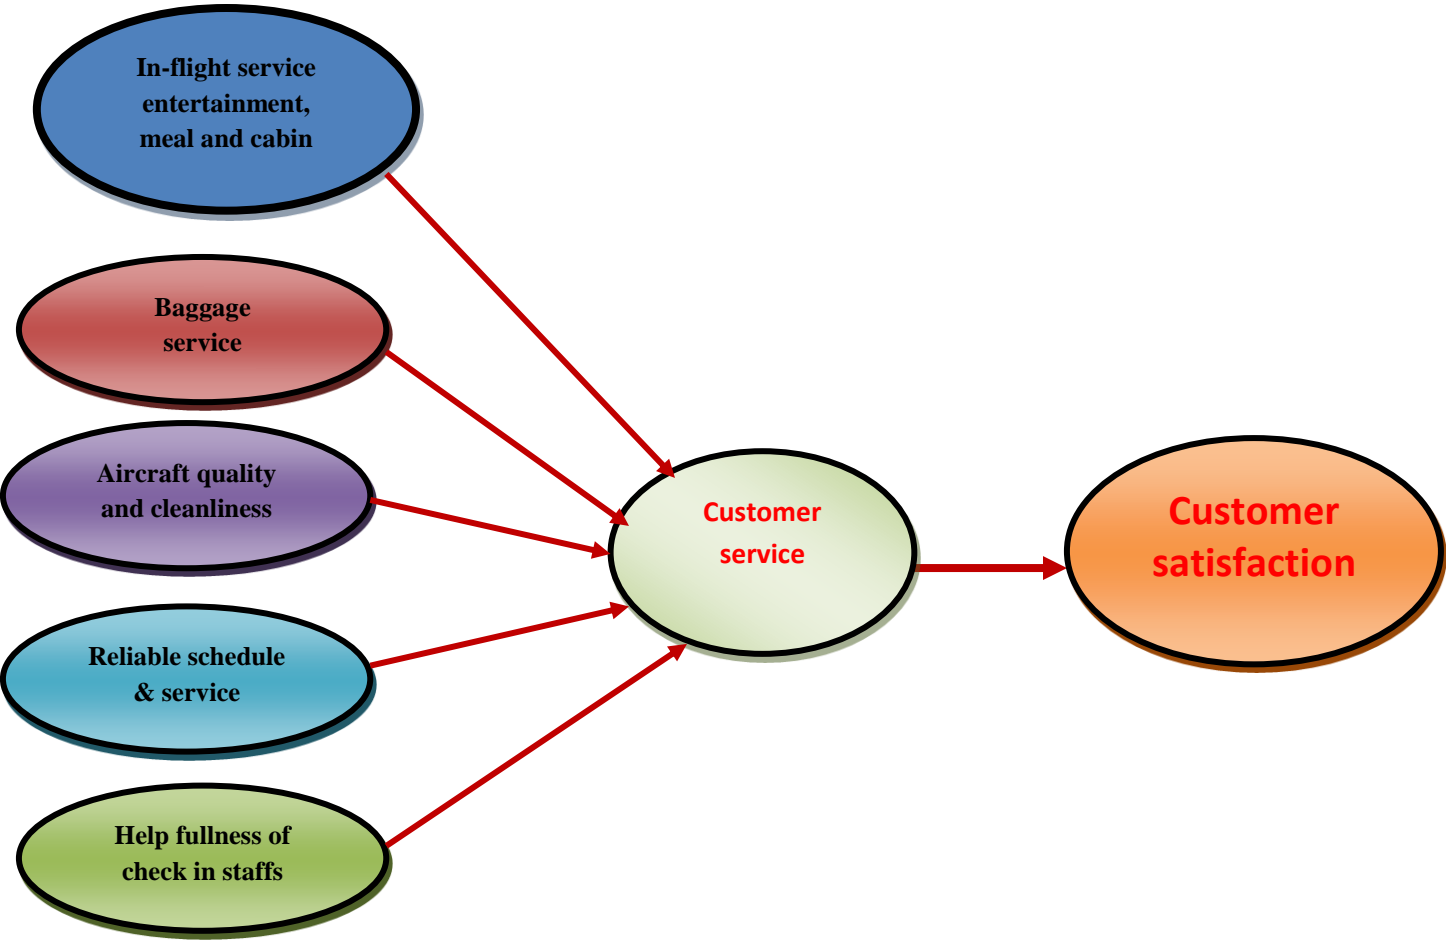 In-flight service
entertainment,
meal and cabin
Baggage
service
Aircraft quality
and cleanliness
Reliable schedule
& service
Help fullness of
check in staffs
Customer
service
Customer
satisfaction